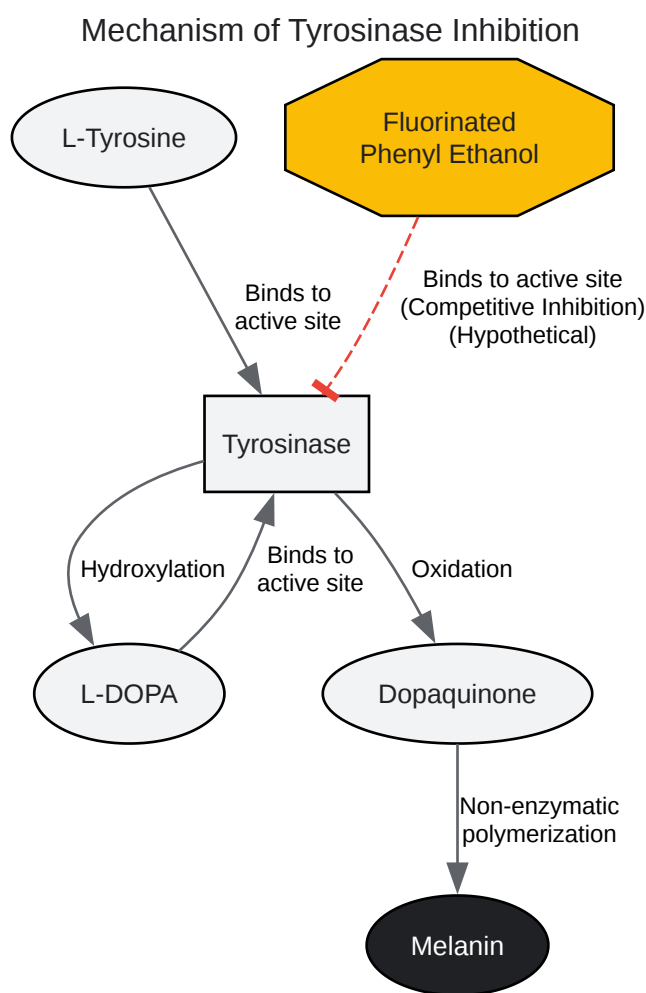 Mechanism of Tyrosinase Inhibition
L-Tyrosine
Fluorinated
Phenyl Ethanol
Binds to
active site
Binds to active site
(Competitive Inhibition)
(Hypothetical)
Tyrosinase
Hydroxylation
Binds to
active site
Oxidation
L-DOPA
Dopaquinone
Non-enzymatic
polymerization
Melanin